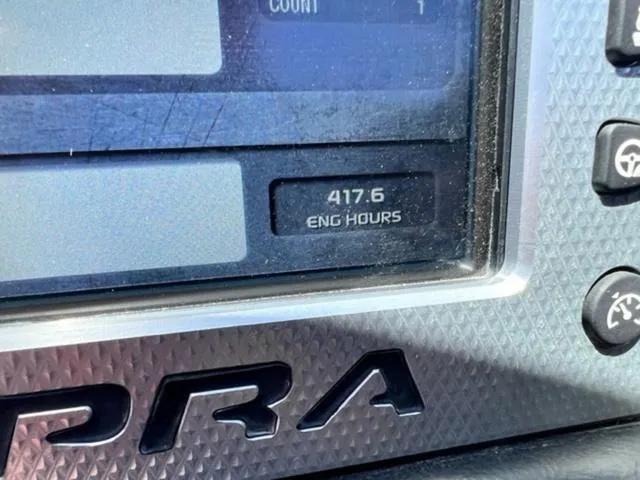 COUNT 1
417.6
ENG HOURS
PRA